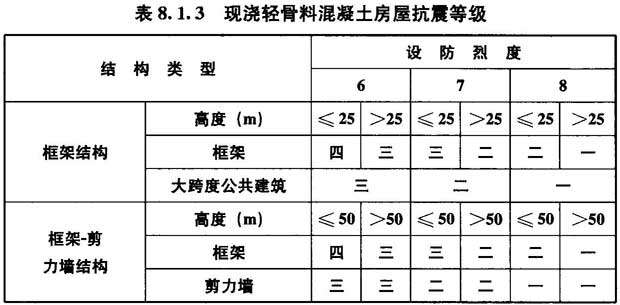 表 8.1.3 现浇轻骨料混凝土房屋抗震等级
结构类型 设防烈度
6 7 8
框架结构 高度 (m) ≤25 >25 ≤25 >25 ≤25 >25
框架 四 三 三 二 二 一
大跨度公共建筑 三 二 一
框架-剪力墙结构 高度 (m) ≤50 >50 ≤50 >50 ≤50 >50
框架 四 三 三 二 二 一
剪力墙 三 三 二 二 一 一